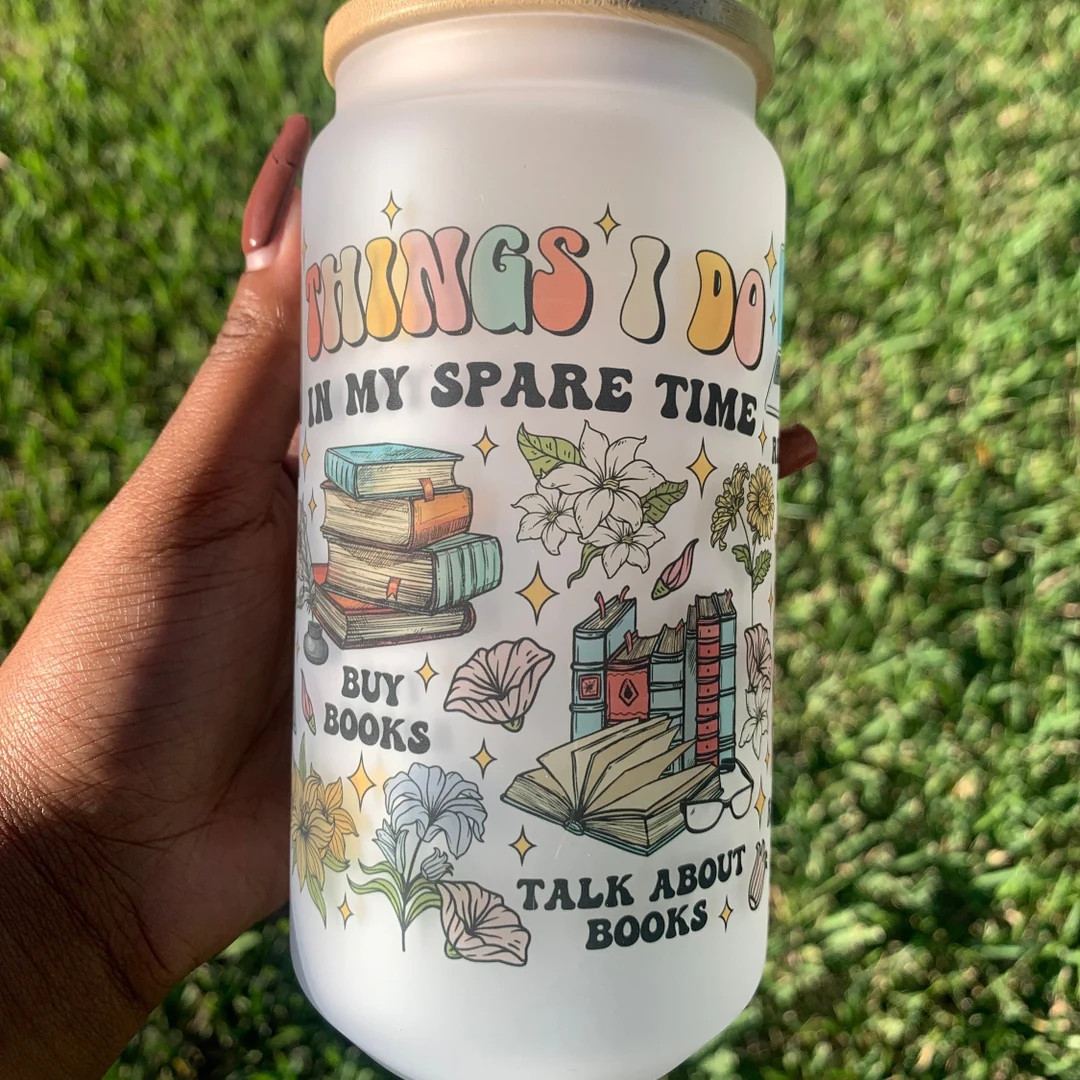 THINGS I DO
IN MY SPARE TIME
BUY
BOOKS
TALK ABOUT
BOOKS